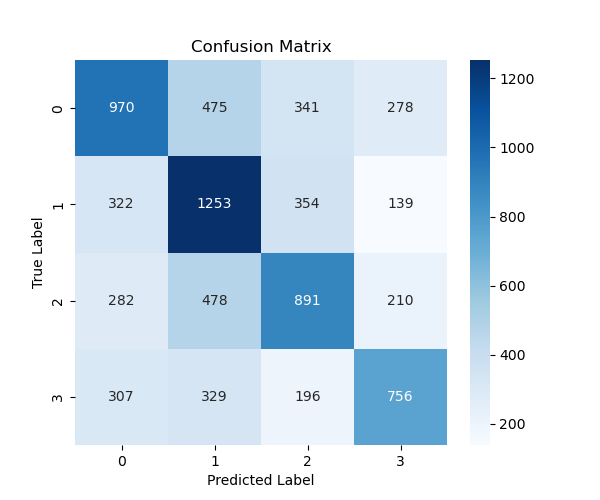 Confusion Matrix
0 970 475 341 278
1 322 1253 354 139
2 282 478 891 210
3 307 329 196 756
0 1 2 3
Predicted Label
True Label
1200
1000
800
600
400
200